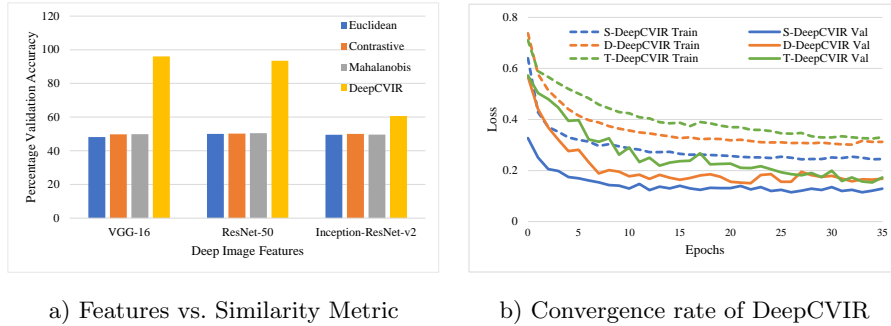 120
100
80
60
40
20
0
Percentage Validation Accuracy
Euclidean
Contrastive
Mahalanobis
DeepCVIR
VGG-16 ResNet-50 Inception-ResNet-v2
Deep Image Features
a) Features vs. Similarity Metric
0.8
0.6
0.4
0.2
0
Loss
S-DeepCVIR Train S-DeepCVIR Val
D-DeepCVIR Train D-DeepCVIR Val
T-DeepCVIR Train T-DeepCVIR Val
0 5 10 15 20 25 30 35
Epochs
b) Convergence rate of DeepCVIR